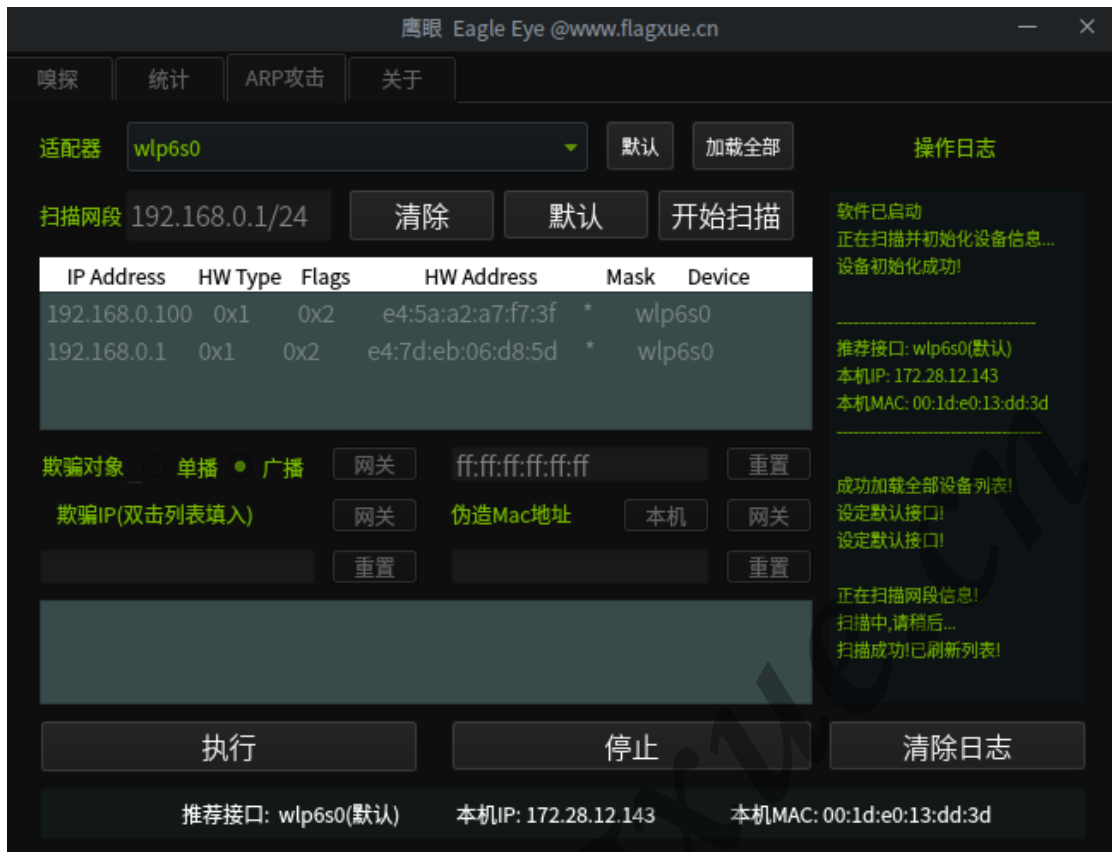 鹰眼 Eagle Eye @www.flagxue.cn
嗅探 统计 ARP攻击 关于
适配器 wlp6s0 默认 加载全部 操作日志
扫描网段 192.168.0.1/24 清除 默认 开始扫描
IP Address HW Type Flags HW Address Mask Device
192.168.0.100 0x1 0x2 e4:5a:a2:a7:f7:3f * wlp6s0
192.168.0.1 0x1 0x2 e4:7d:eb:06:d8:5d * wlp6s0
欺骗对象 单播 广播 网关 ff:ff:ff:ff:ff:ff 重置
欺骗IP(双击列表填入) 网关 伪造Mac地址 本机 网关
重置 重置
软件已启动
正在扫描并初始化设备信息...
设备初始化成功!
-----------------------------------
推荐接口: wlp6s0(默认)
本机IP: 172.28.12.143
本机MAC: 00:1d:e0:13:dd:3d
-----------------------------------
成功加载全部设备列表!
设定默认接口!
设定默认接口!
正在扫描网段信息!
扫描中,请稍后...
扫描成功!已刷新列表!
执行 停止 清除日志
推荐接口: wlp6s0(默认) 本机IP: 172.28.12.143 本机MAC: 00:1d:e0:13:dd:3d